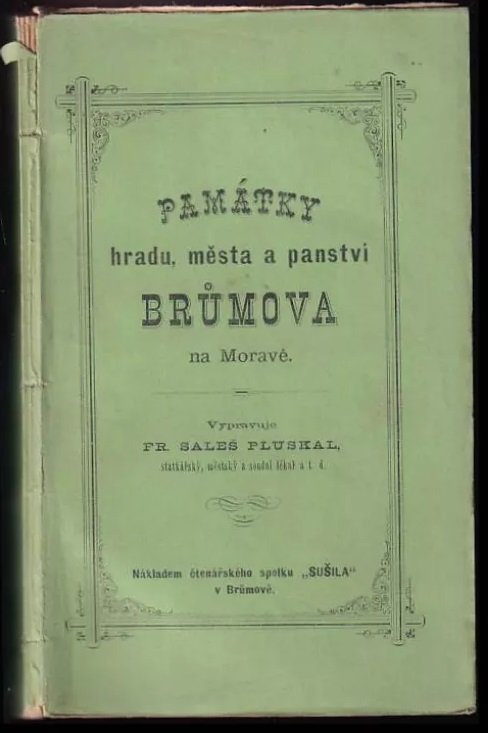 PAMÁTKY
hradu, města a panství
BRŮMOVA
na Moravě.
Vypravuje
FR. SALEŠ PLUSKAL,
statkářský, městský a soudní lékař a t. d.
Nákladem čtenářského spolku „SUŠILA“
v Brůmově.